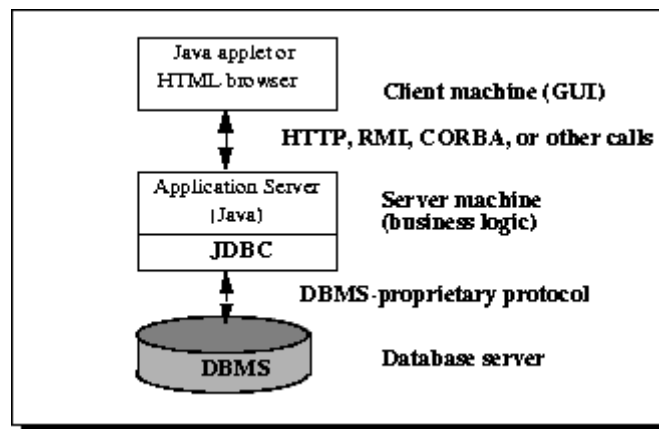 Java applet or
HTML browser
Client machine (GUI)
HTTP, RMI, CORBA, or other calls
Application Server
(Java)
JDBC
Server machine
(business logic)
DBMS-proprietary protocol
DBMS
Database server